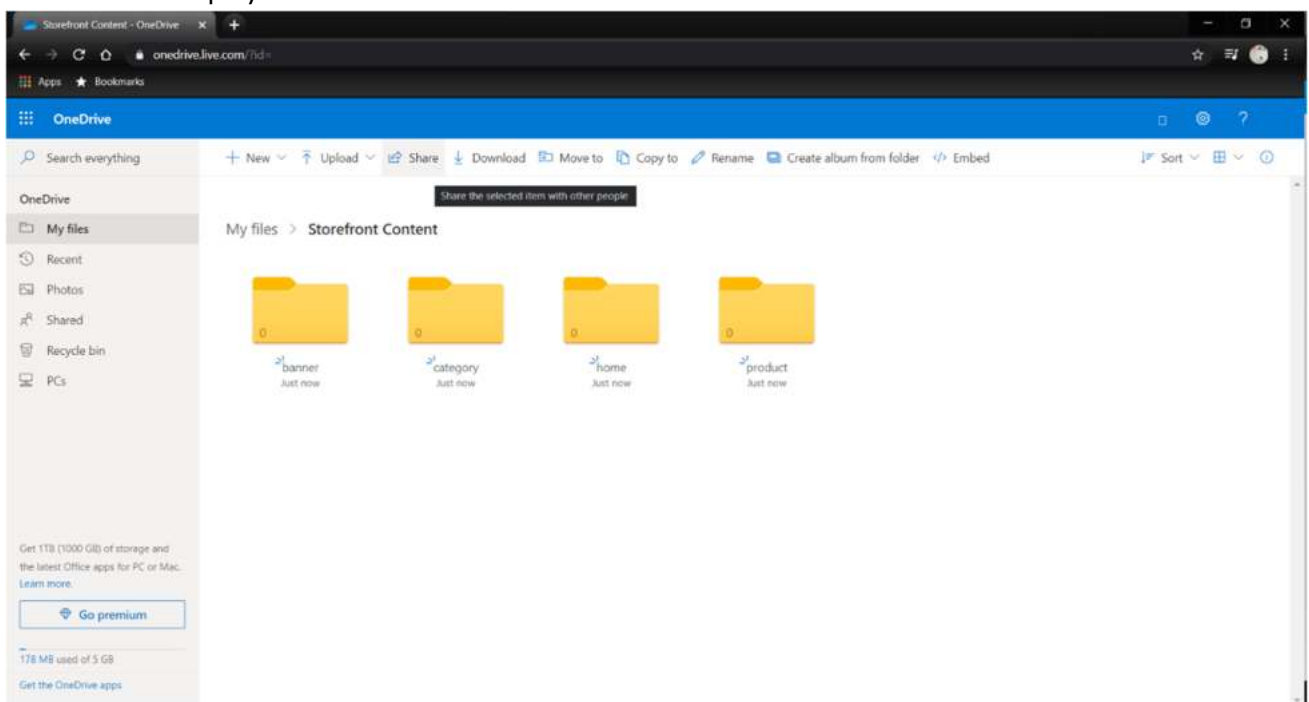 Storefront Content - OneDrive
onedrive.live.com/?id=
Apps Bookmarks
OneDrive
Search everything
New Upload Share Download Move to Copy to Rename Create album from folder </> Embed Sort
Share the selected item with other people
OneDrive
My files
Recent
Photos
Shared
Recycle bin
PCs
My files > Storefront Content
0 0 0 0
banner category home product
Just now Just now Just now Just now
Get 1TB (1000 GB) of storage and
the latest Office apps for PC or Mac.
Learn more.
Go premium
178 MB used of 5 GB
Get the OneDrive apps